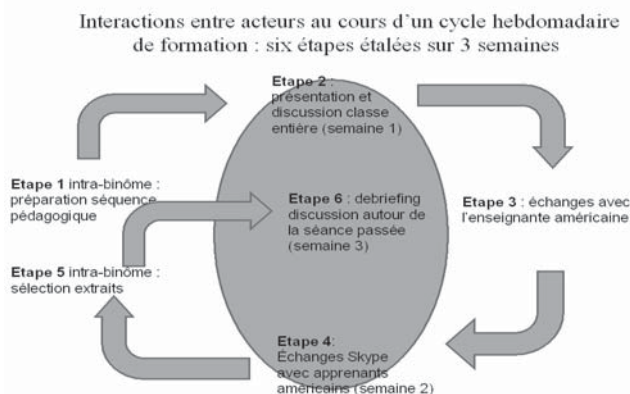 Interactions entre acteurs au cours d'un cycle hebdomadaire
de formation : six étapes étalées sur 3 semaines
Etape 1 intra-binôme :
préparation séquence
pédagogique
Etape 2 :
présentation et
discussion classe
entière (semaine 1)
Etape 3 : échanges avec
l'enseignante américaine
Etape 4:
Échanges Skype
avec apprenants
américains (semaine 2)
Etape 5 intra-binôme :
sélection extraits
Etape 6 : debriefing
discussion autour de
la séance passée
(semaine 3)